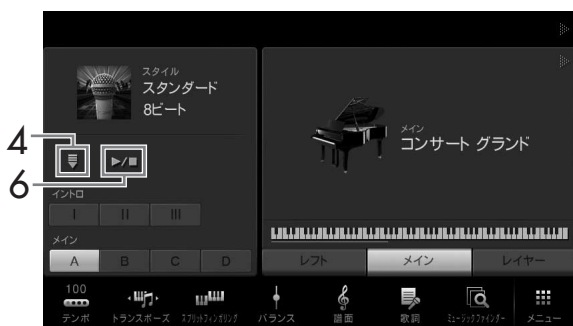 スタイル
スタンダード
8ビート
メイン
コンサート グランド
4
6
イントロ
I II III
メイン
A B C D
レフト メイン レイヤー
100
テンポ トランスポーズ スプリット/フィンガリング バランス 譜面 歌詞 ミュージックファインダー メニュー